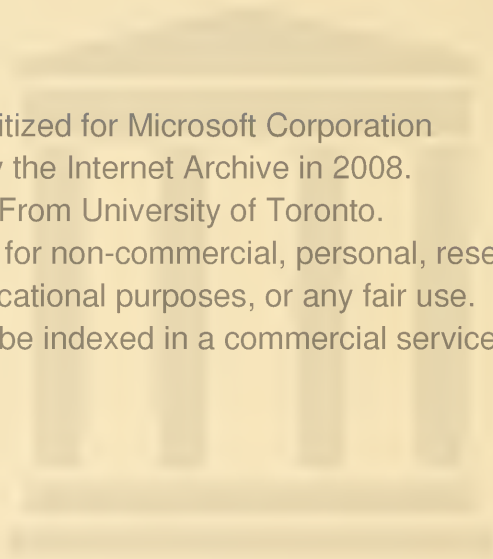 itized for Microsoft Corporation
the Internet Archive in 2008.
From University of Toronto.
for non-commercial, personal, rese
cational purposes, or any fair use.
be indexed in a commercial service